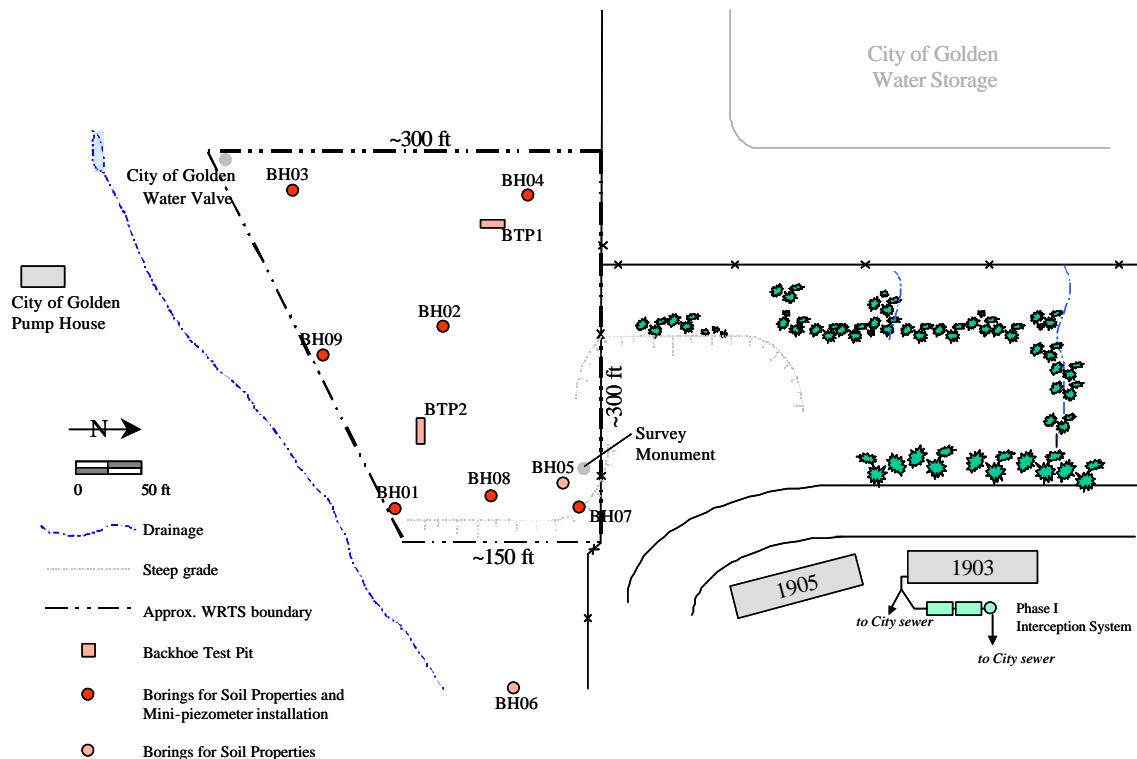 City of Golden
Water Storage
~300 ft
City of Golden
Water Valve
BH03
BH04
BTP1
City of Golden
Pump House
BH02
BH09
~300 ft
BTP2
N
Survey
Monument
0
50 ft
BH05
BH08
BH01
BH07
~150 ft
Drainage
Steep grade
Approx. WRTS boundary
Backhoe Test Pit
Borings for Soil Properties and
Mini-piezometer installation
Borings for Soil Properties
BH06
1905
1903
to City sewer
Phase I
Interception System
to City sewer